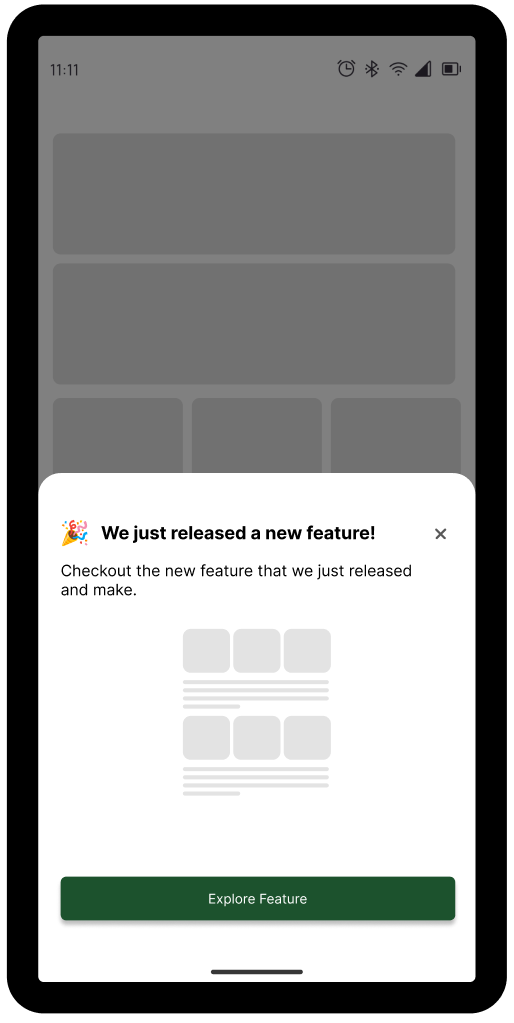 11:11
🎉 We just released a new feature!
Checkout the new feature that we just released
and make.
Explore Feature